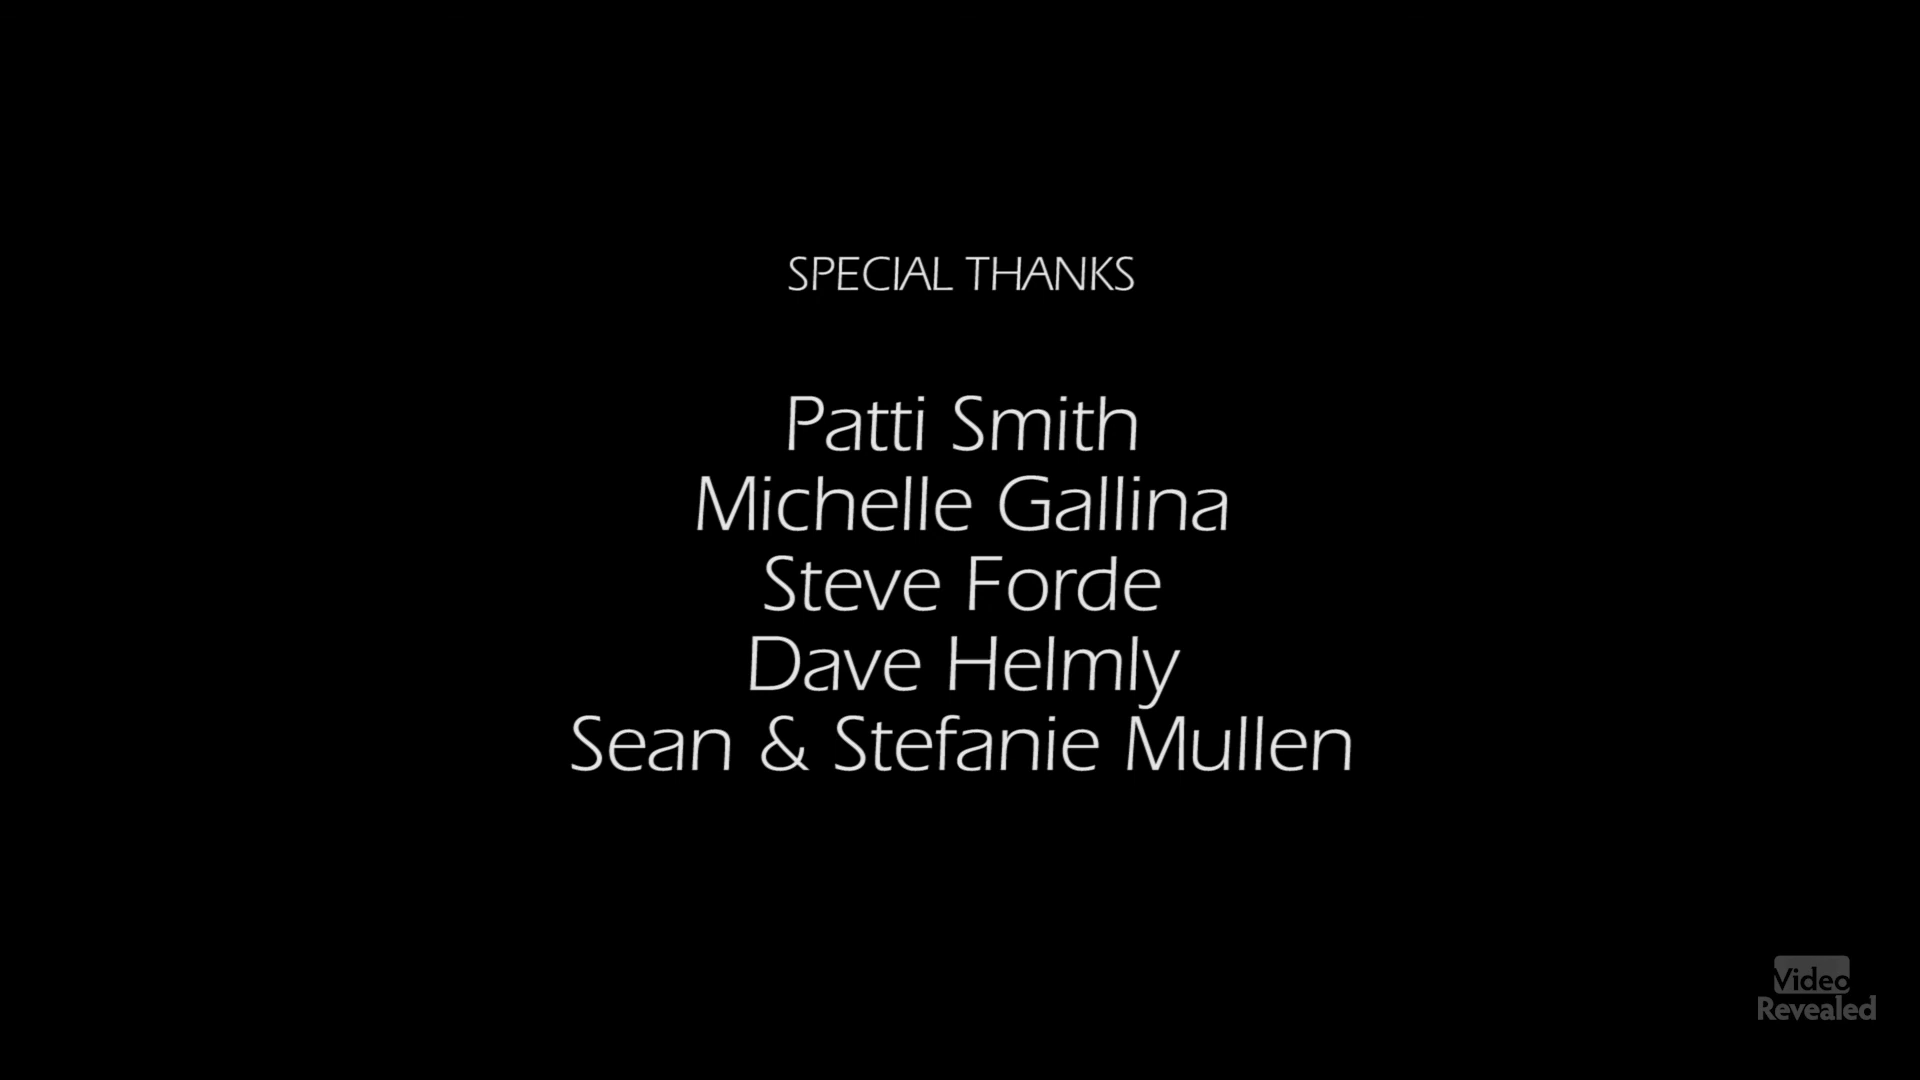 SPECIAL THANKS
Patti Smith
Michelle Gallina
Steve Forde
Dave Helmly
Sean & Stefanie Mullen
Video
Revealed